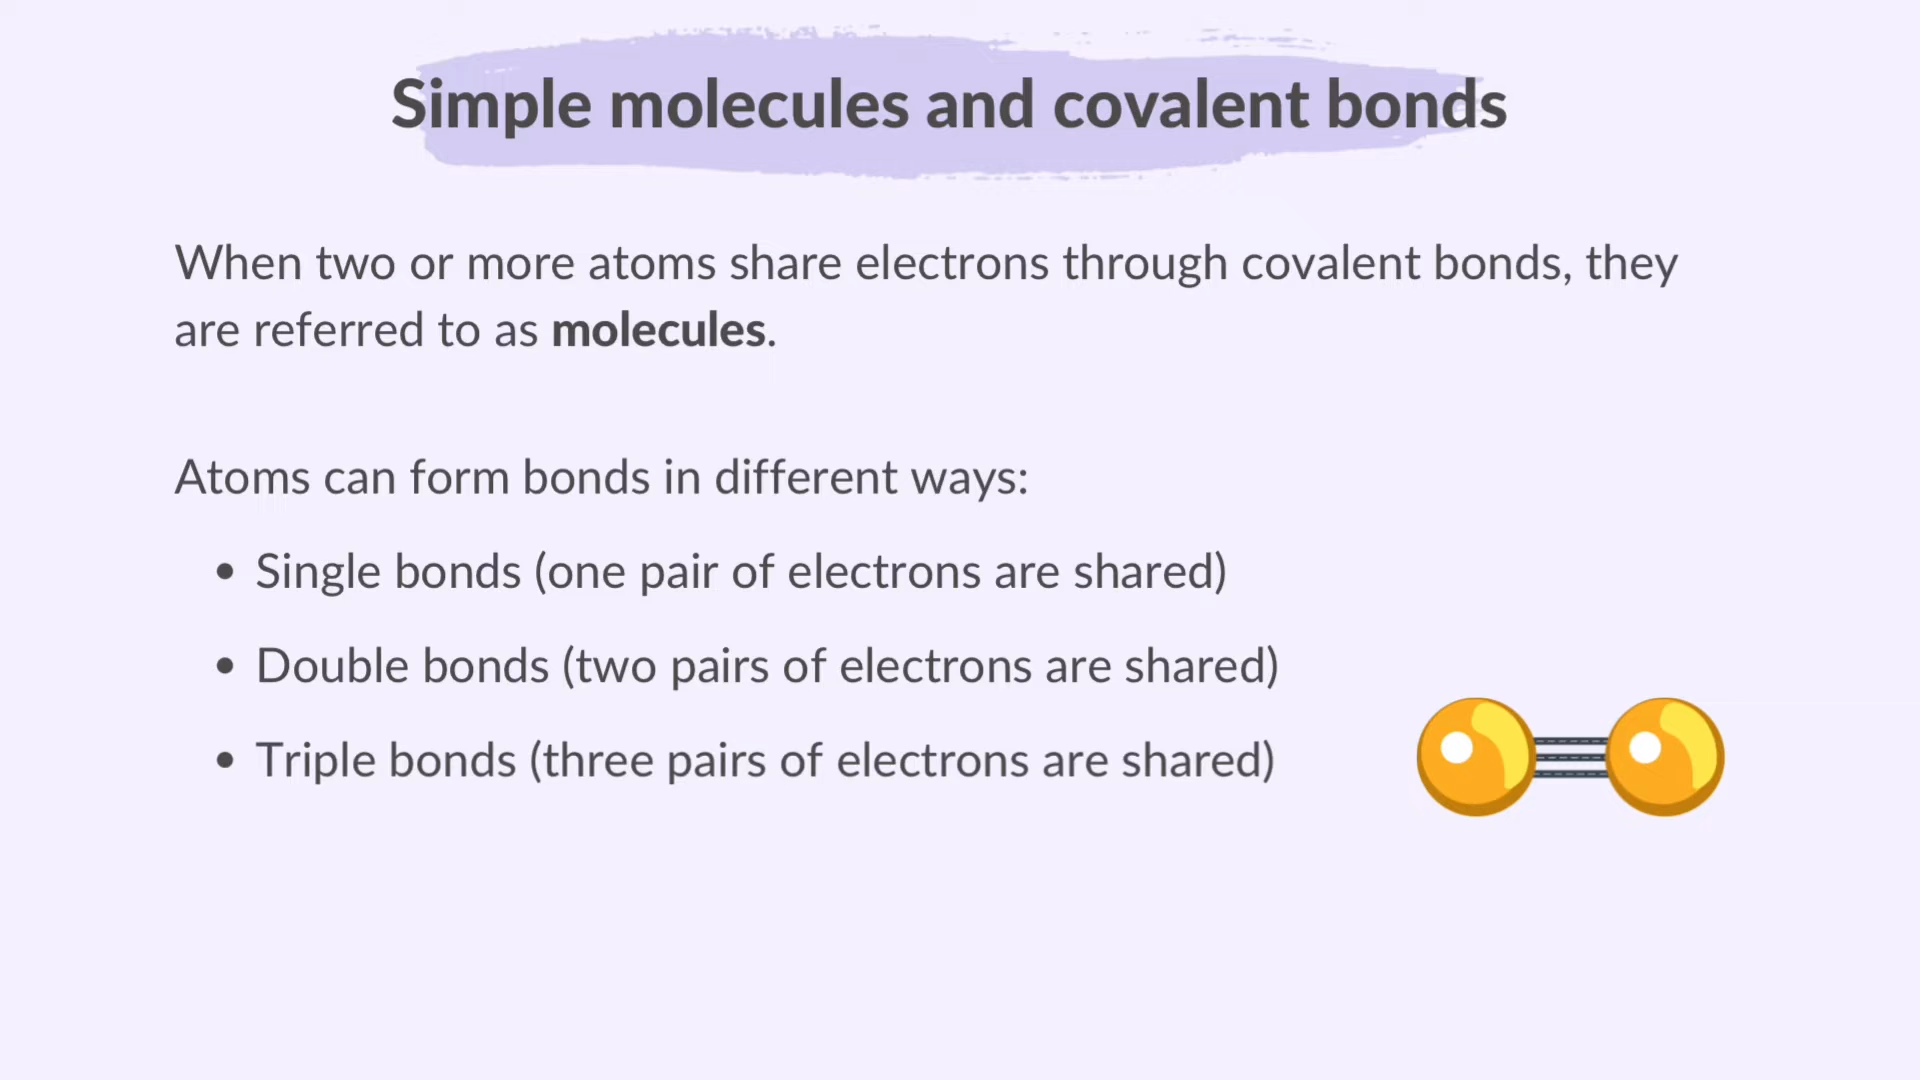 Simple molecules and covalent bonds
When two or more atoms share electrons through covalent bonds, they
are referred to as molecules.
Atoms can form bonds in different ways:
• Single bonds (one pair of electrons are shared)
• Double bonds (two pairs of electrons are shared)
• Triple bonds (three pairs of electrons are shared)